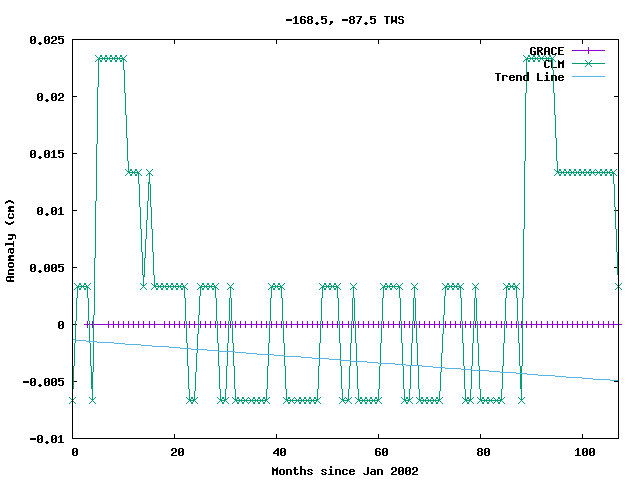 -168.5, -87.5 TWS
GRACE
CLM
Trend Line
0.025
0.02
0.015
0.01
0.005
0
-0.005
-0.01
Anomaly (cm)
0 20 40 60 80 100
Months since Jan 2002